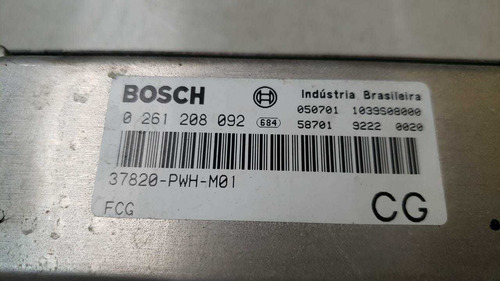 BOSCH
Indústria Brasileira
050701 1039S08000
0 261 208 092 684 58701 9222 0020
37820-PWH-M01
FCG
CG